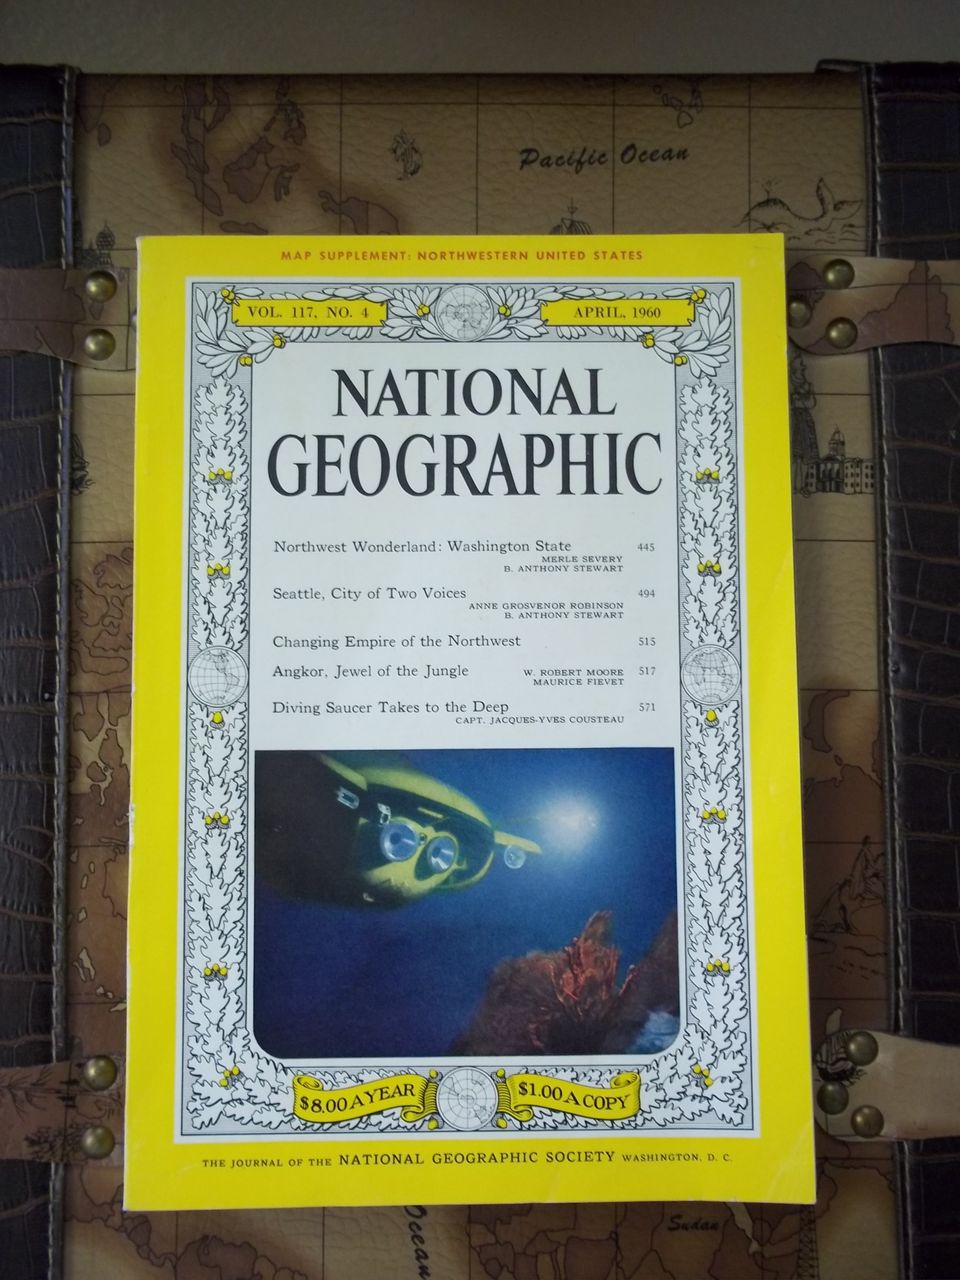 Pacific Ocean
MAP SUPPLEMENT: NORTHWESTERN UNITED STATES
VOL. 117, NO. 4
APRIL, 1960
NATIONAL
GEOGRAPHIC
Northwest Wonderland: Washington State 445
MERLE SEVERY
B. ANTHONY STEWART
Seattle, City of Two Voices 494
ANNE GROSVENOR ROBINSON
B. ANTHONY STEWART
Changing Empire of the Northwest 515
Angkor, Jewel of the Jungle W. ROBERT MOORE 517
MAURICE FIEVET
Diving Saucer Takes to the Deep 571
CAPT. JACQUES-YVES COUSTEAU
$8.00 A YEAR
$1.00 A COPY
THE JOURNAL OF THE NATIONAL GEOGRAPHIC SOCIETY WASHINGTON, D. C.
Ocean
Sudan